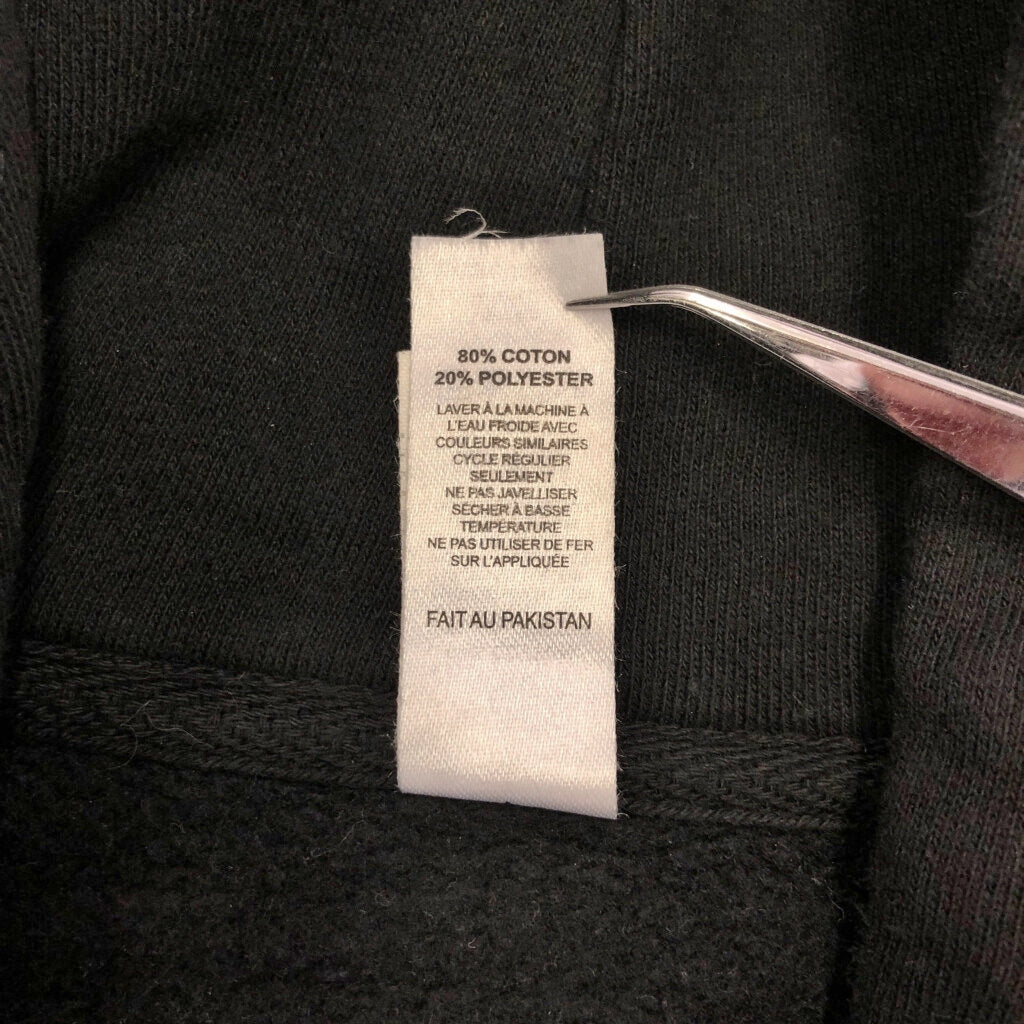 80% COTON
20% POLYESTER
LAVER À LA MACHINE À
L'EAU FROIDE AVEC
COULEURS SIMILAIRES
CYCLE RÉGULIER
SEULEMENT
NE PAS JAVELLISER
SÉCHER À BASSE
TEMPÉRATURE
NE PAS UTILISER DE FER
SUR L'APPLIQUÉE
FAIT AU PAKISTAN